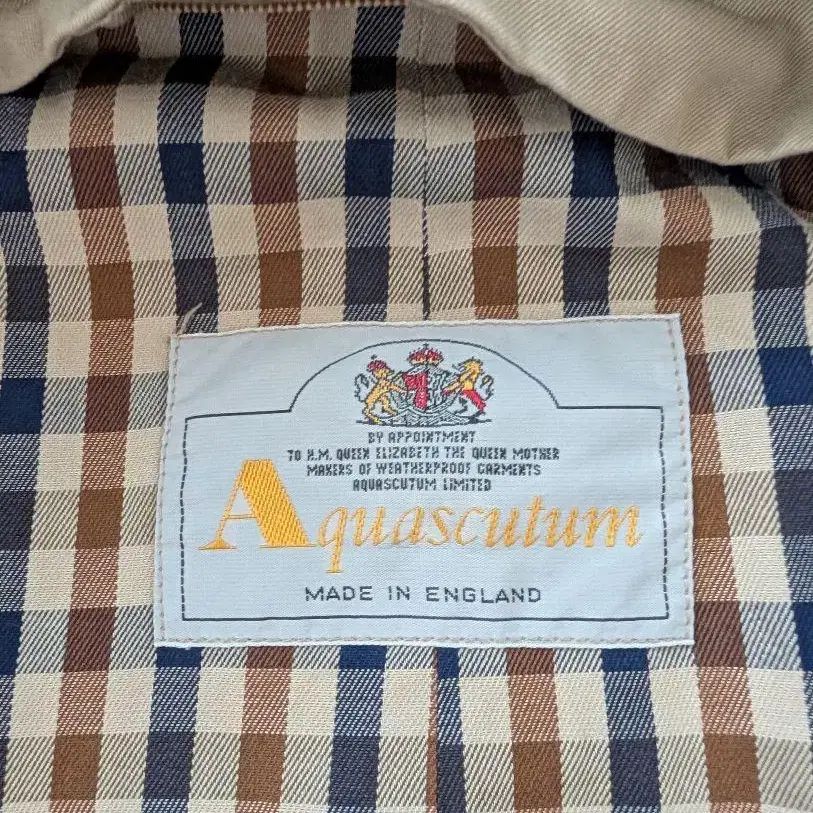 BY APPOINTMENT
TO H.M. QUEEN ELIZABETH THE QUEEN MOTHER
MAKERS OF WEATHERPROOF GARMENTS
AQUASCUTUM LIMITED
Aquascutum
MADE IN ENGLAND